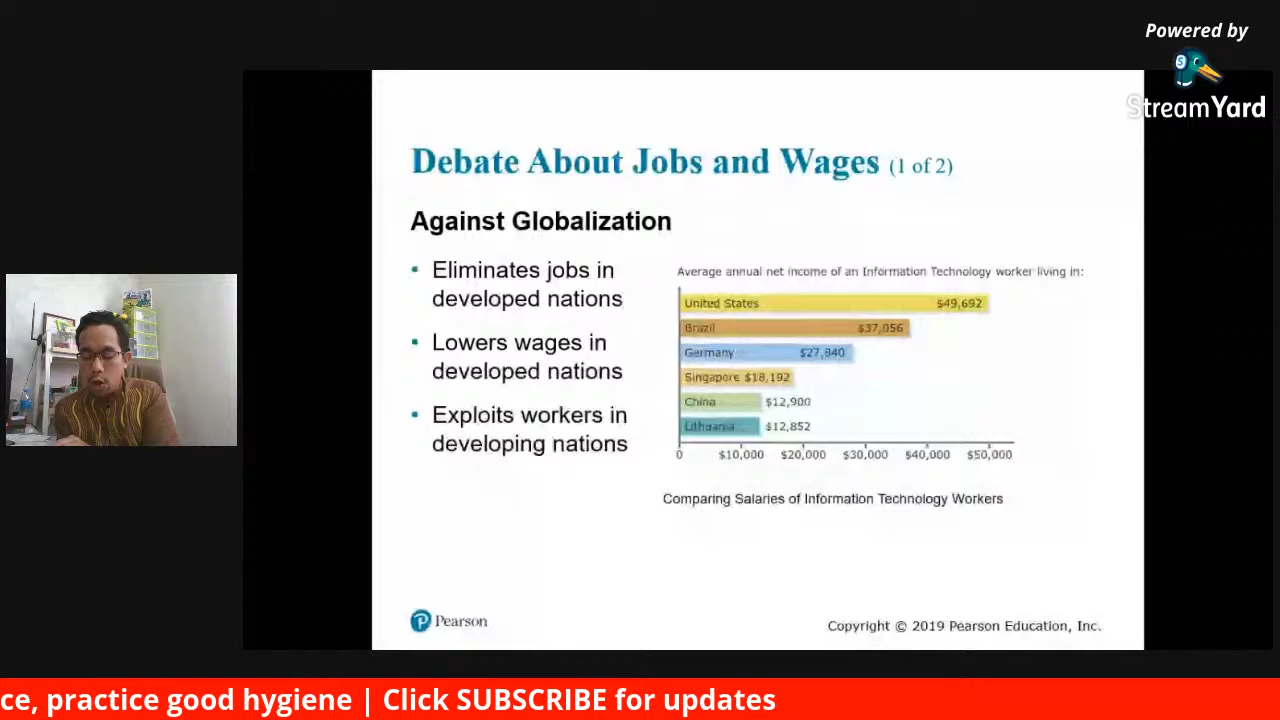 Powered by
StreamYard
Debate About Jobs and Wages (1 of 2)
Against Globalization
• Eliminates jobs in
developed nations
• Lowers wages in
developed nations
• Exploits workers in
developing nations
Average annual net income of an Information Technology worker living in:
United States $49,692
Brazil $37,056
Germany $27,840
Singapore $18,192
China $12,900
Lithuania $12,852
0 $10,000 $20,000 $30,000 $40,000 $50,000
Comparing Salaries of Information Technology Workers
Pearson
Copyright © 2019 Pearson Education, Inc.
ce, practice good hygiene | Click SUBSCRIBE for updates